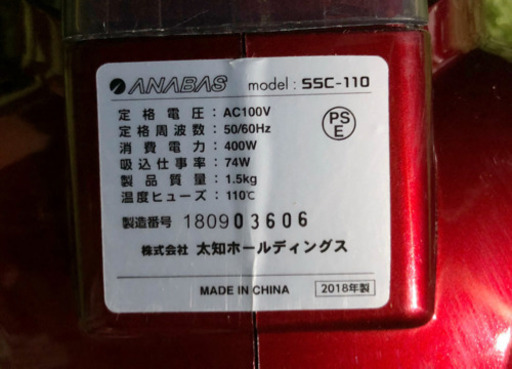 ANABAS model : SSC-110
定格電圧 : AC100V
定格周波数 : 50/60Hz
消費電力 : 400W
吸込仕事率 : 74W
製品質量 : 1.5kg
温度ヒューズ : 110℃
PS
E
製造番号 180903606
株式会社 太知ホールディングス
MADE IN CHINA 2018年製